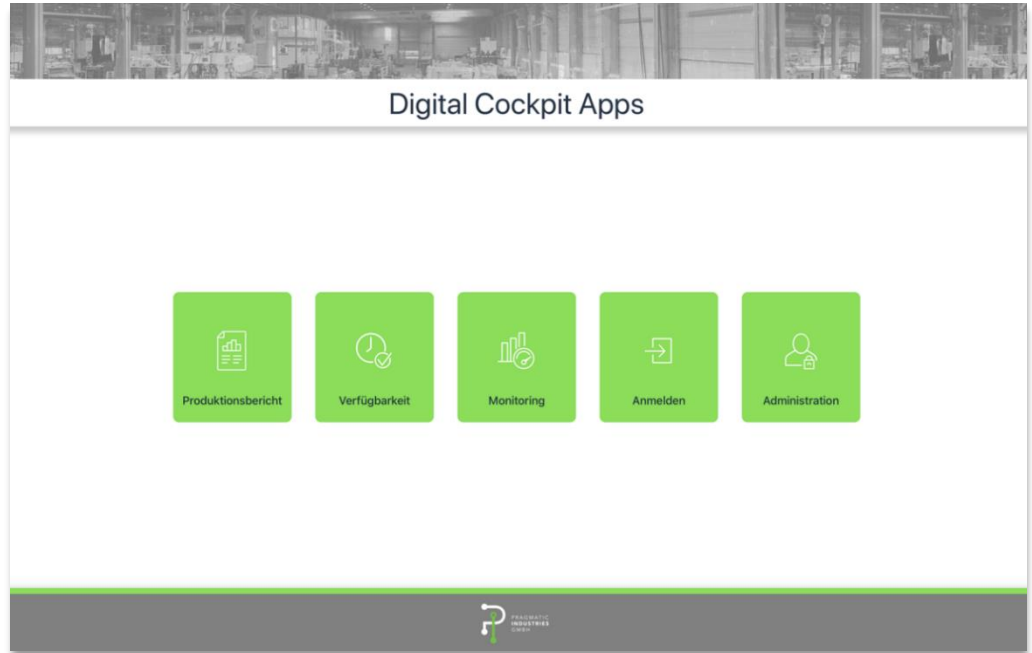 Digital Cockpit Apps
Produktionsbericht
Verfügbarkeit
Monitoring
Anmelden
Administration
PRAGMATIC
INDUSTRIES
GMBH